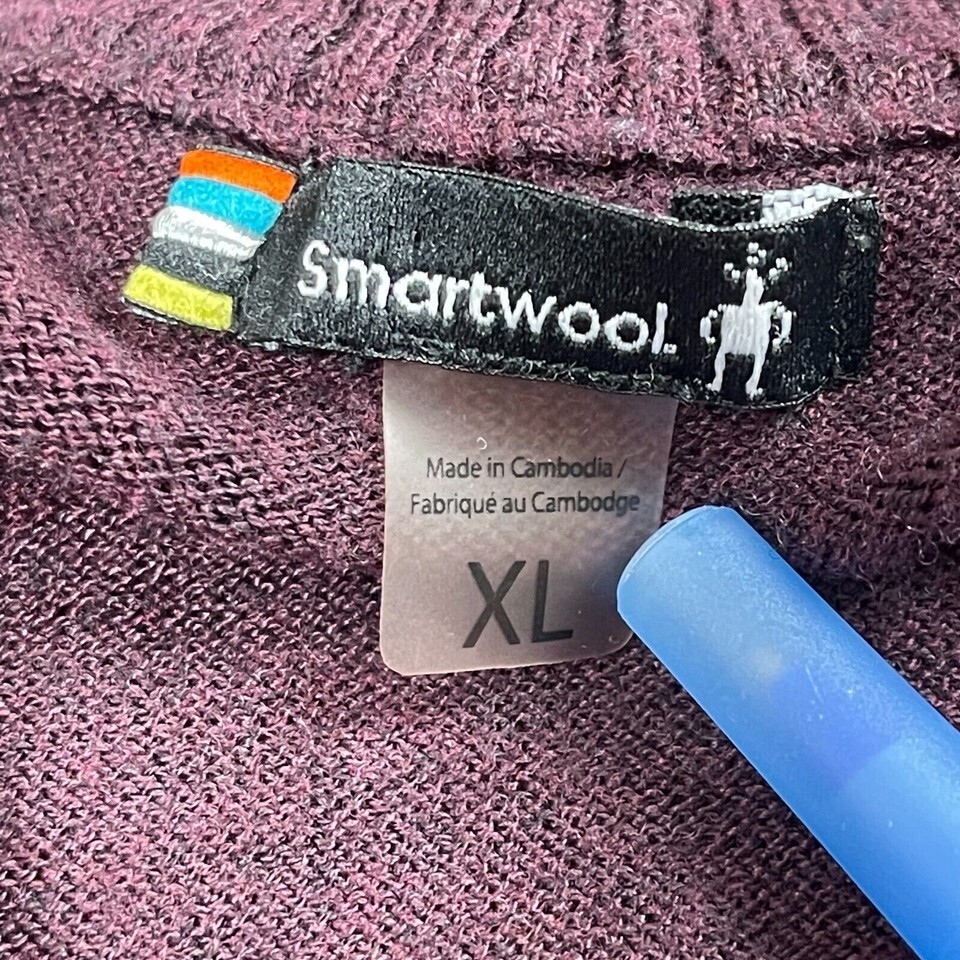 Smartwool
Made in Cambodia /
Fabriqué au Cambodge
XL